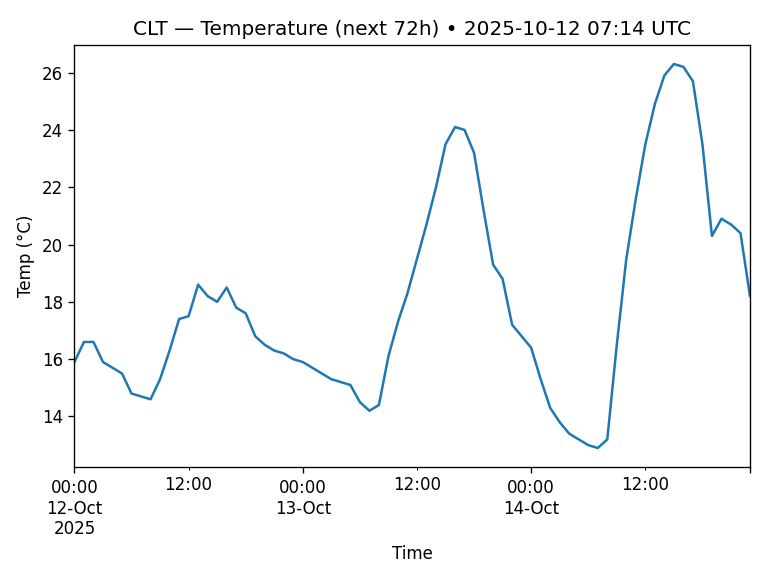 CLT — Temperature (next 72h) • 2025-10-12 07:14 UTC
Temp (°C)
26
24
22
20
18
16
14
00:00
12-Oct
2025
12:00
00:00
13-Oct
12:00
00:00
14-Oct
12:00
Time